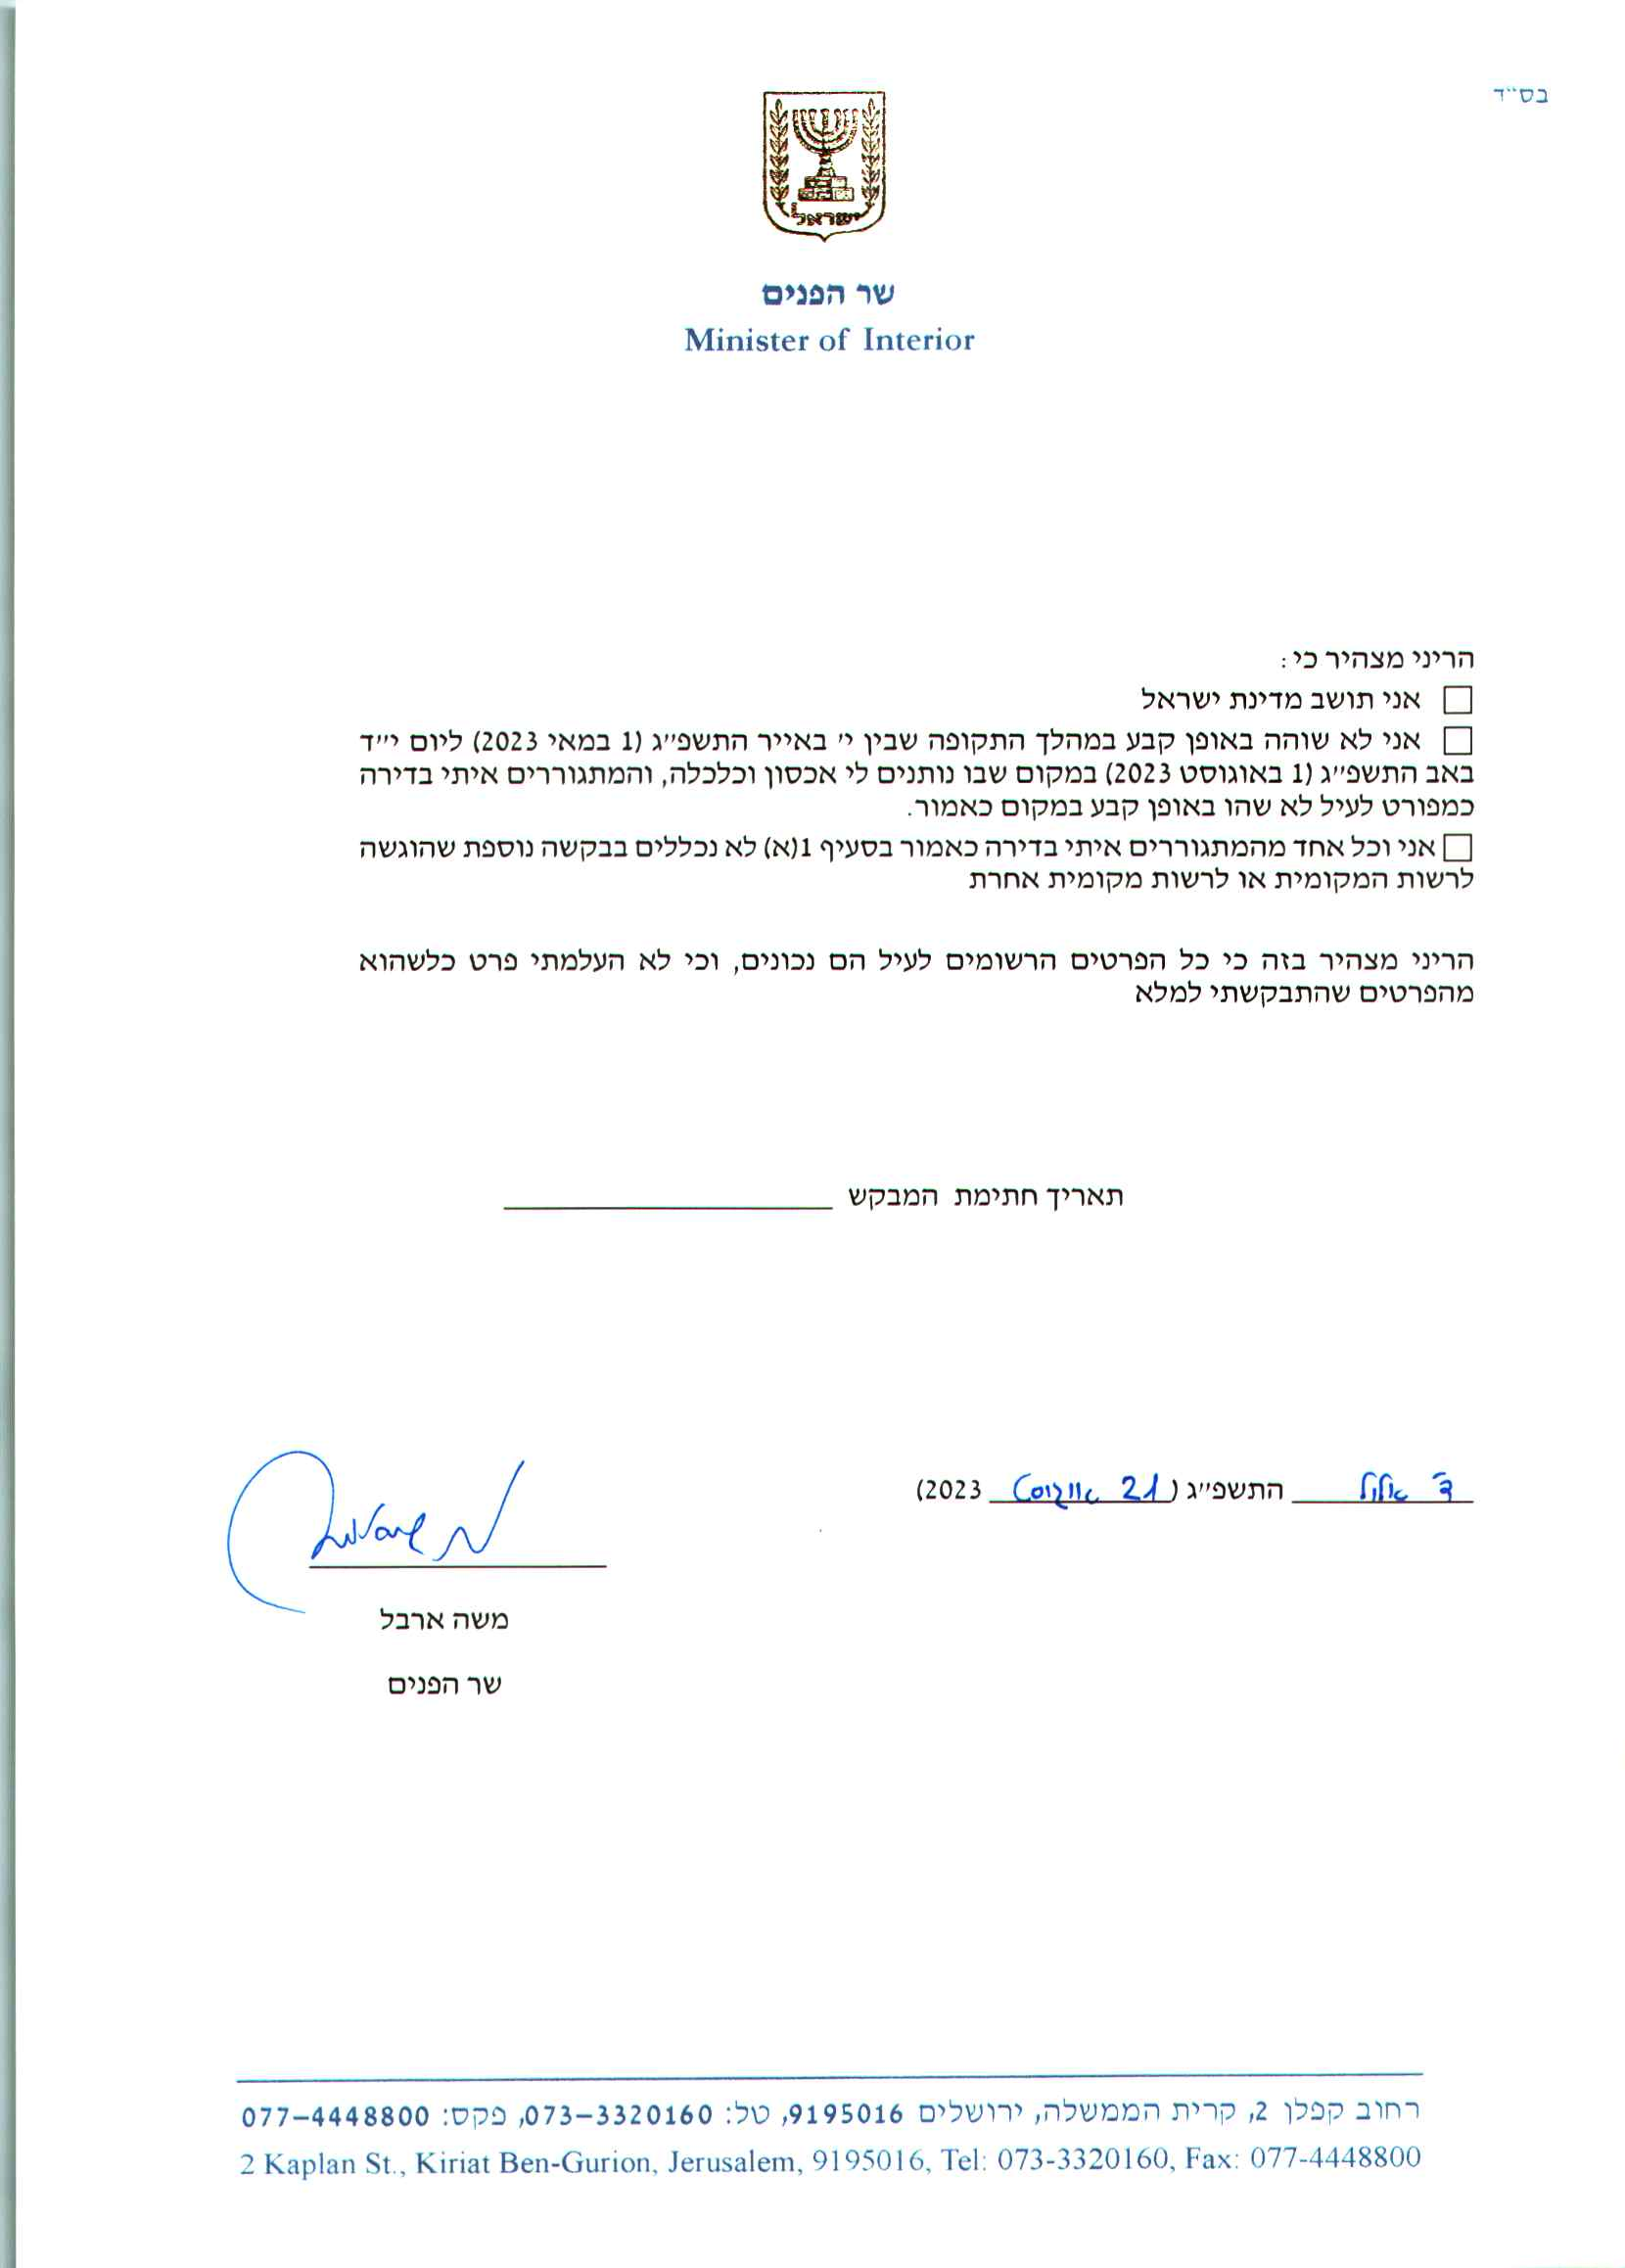 בס״ד
ישראל
שר הפנים
Minister of Interior
הריני מצהיר כי:
אני תושב מדינת ישראל
אני לא שוהה באופן קבע במהלך התקופה שבין י׳ באייר התשפ״ג (1 במאי 2023) ליום י״ד
באב התשפ״ג (1 באוגוסט 2023) במקום שבו נותנים לי אכסון וכלכלה, והמתגוררים איתי בדירה
כמפורט לעיל לא שהו באופן קבע במקום כאמור.
אני וכל אחד מהמתגוררים איתי בדירה כאמור בסעיף 1(א) לא נכללים בבקשה נוספת שהוגשה
לרשות המקומית או לרשות מקומית אחרת
הריני מצהיר בזה כי כל הפרטים הרשומים לעיל הם נכונים, וכי לא העלמתי פרט כלשהוא
מהפרטים שהתבקשתי למלא
תאריך חתימת המבקש
ד׳ אלול התשפ״ג (21 אוגוסט 2023)
משה ארבל
שר הפנים
רחוב קפלן 2, קרית הממשלה, ירושלים 9195016, טל: 073-3320160, פקס: 077-4448800
2 Kaplan St., Kiriat Ben-Gurion, Jerusalem, 9195016, Tel: 073-3320160, Fax: 077-4448800